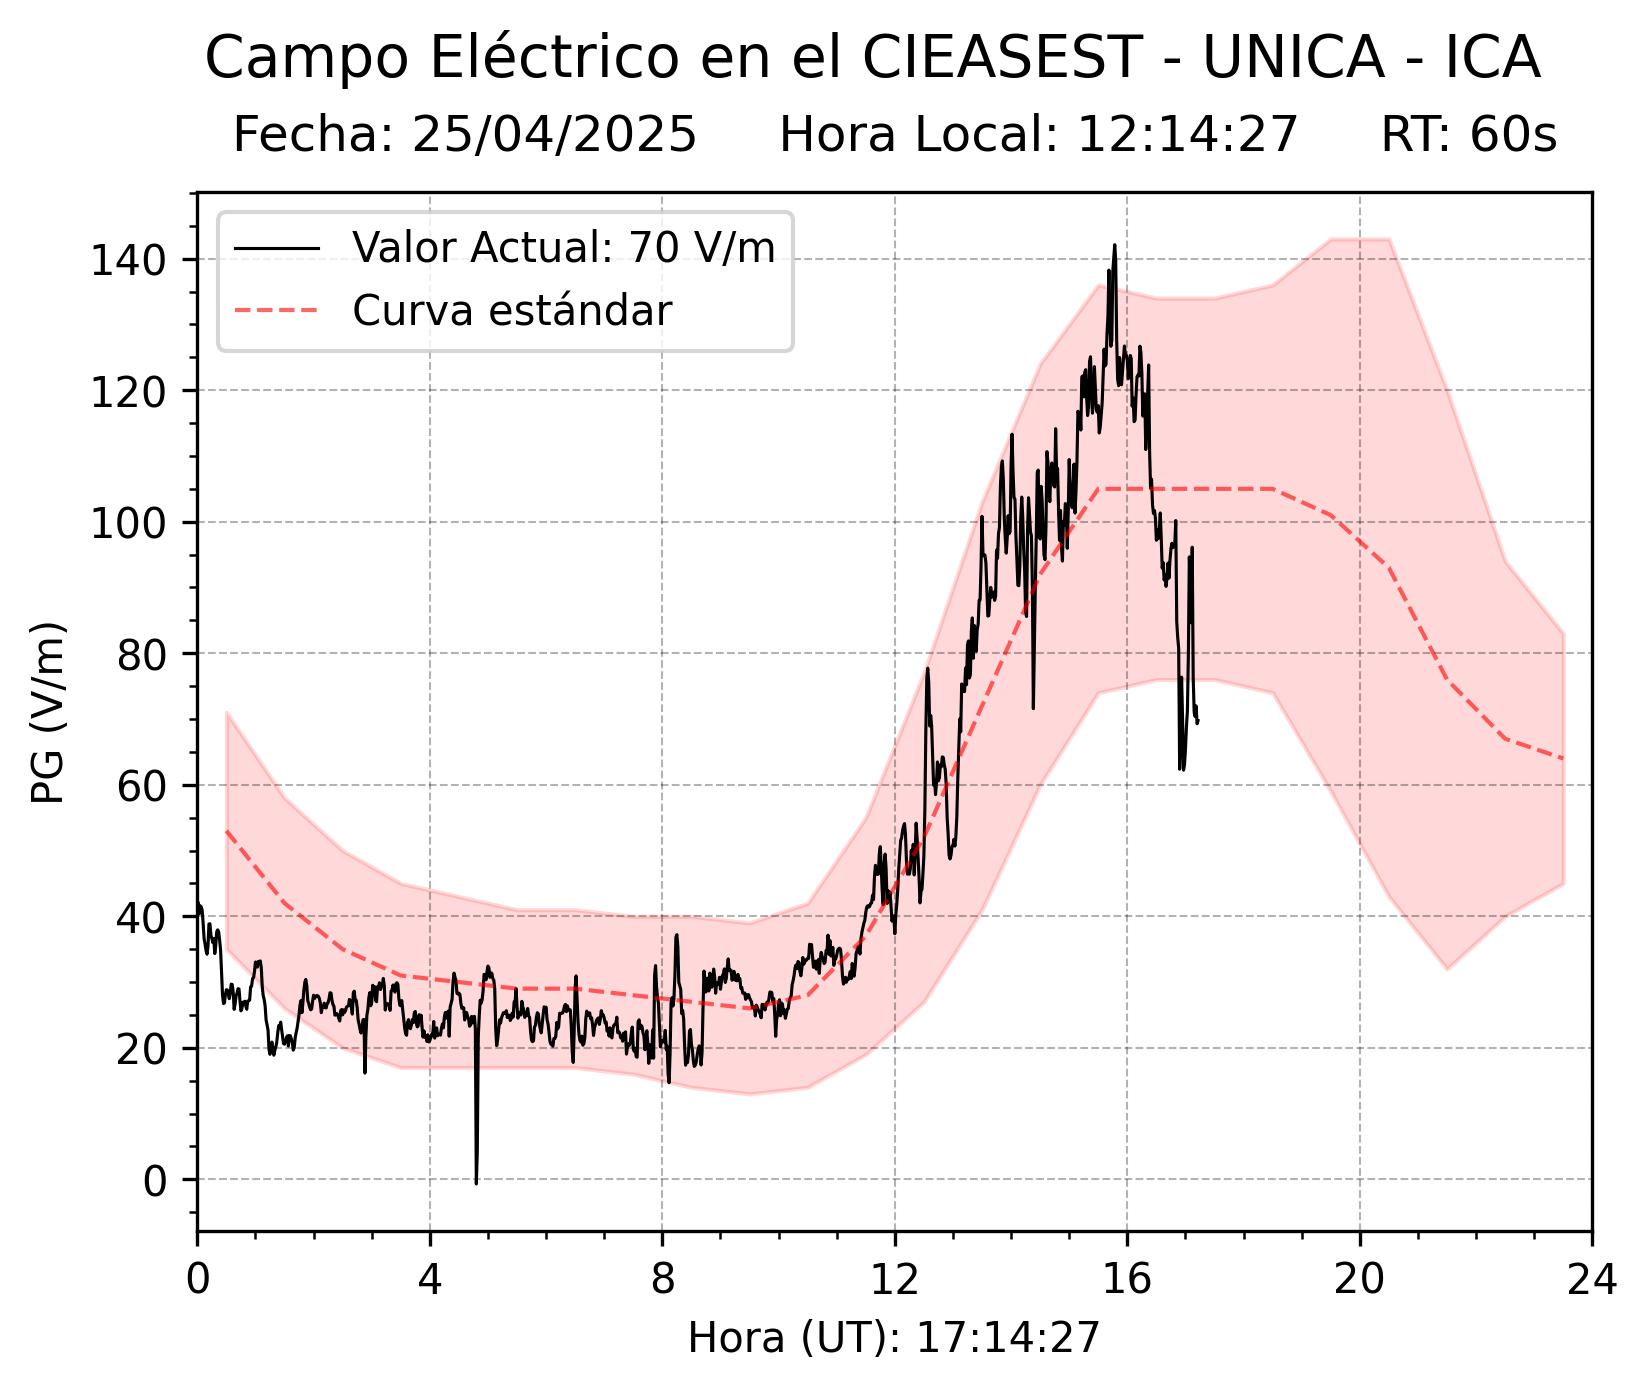 Campo Eléctrico en el CIEASEST - UNICA - ICA
Fecha: 25/04/2025 Hora Local: 12:14:27 RT: 60s
Valor Actual: 70 V/m
Curva estándar
PG (V/m)
140
120
100
80
60
40
20
0
0 4 8 12 16 20 24
Hora (UT): 17:14:27